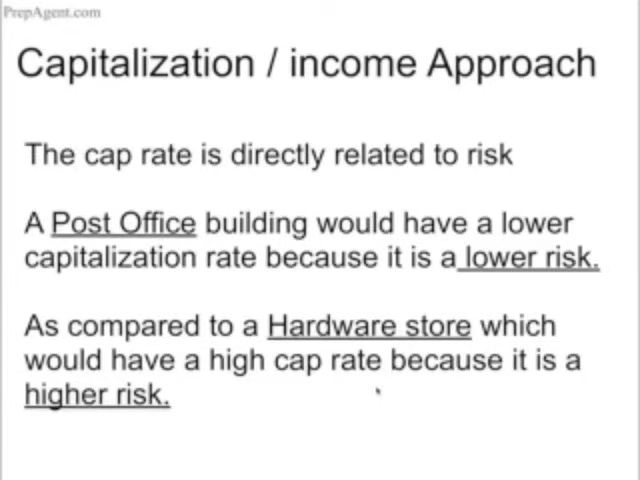 PrepAgent.com
Capitalization / income Approach
The cap rate is directly related to risk
A Post Office building would have a lower
capitalization rate because it is a lower risk.
As compared to a Hardware store which
would have a high cap rate because it is a
higher risk.